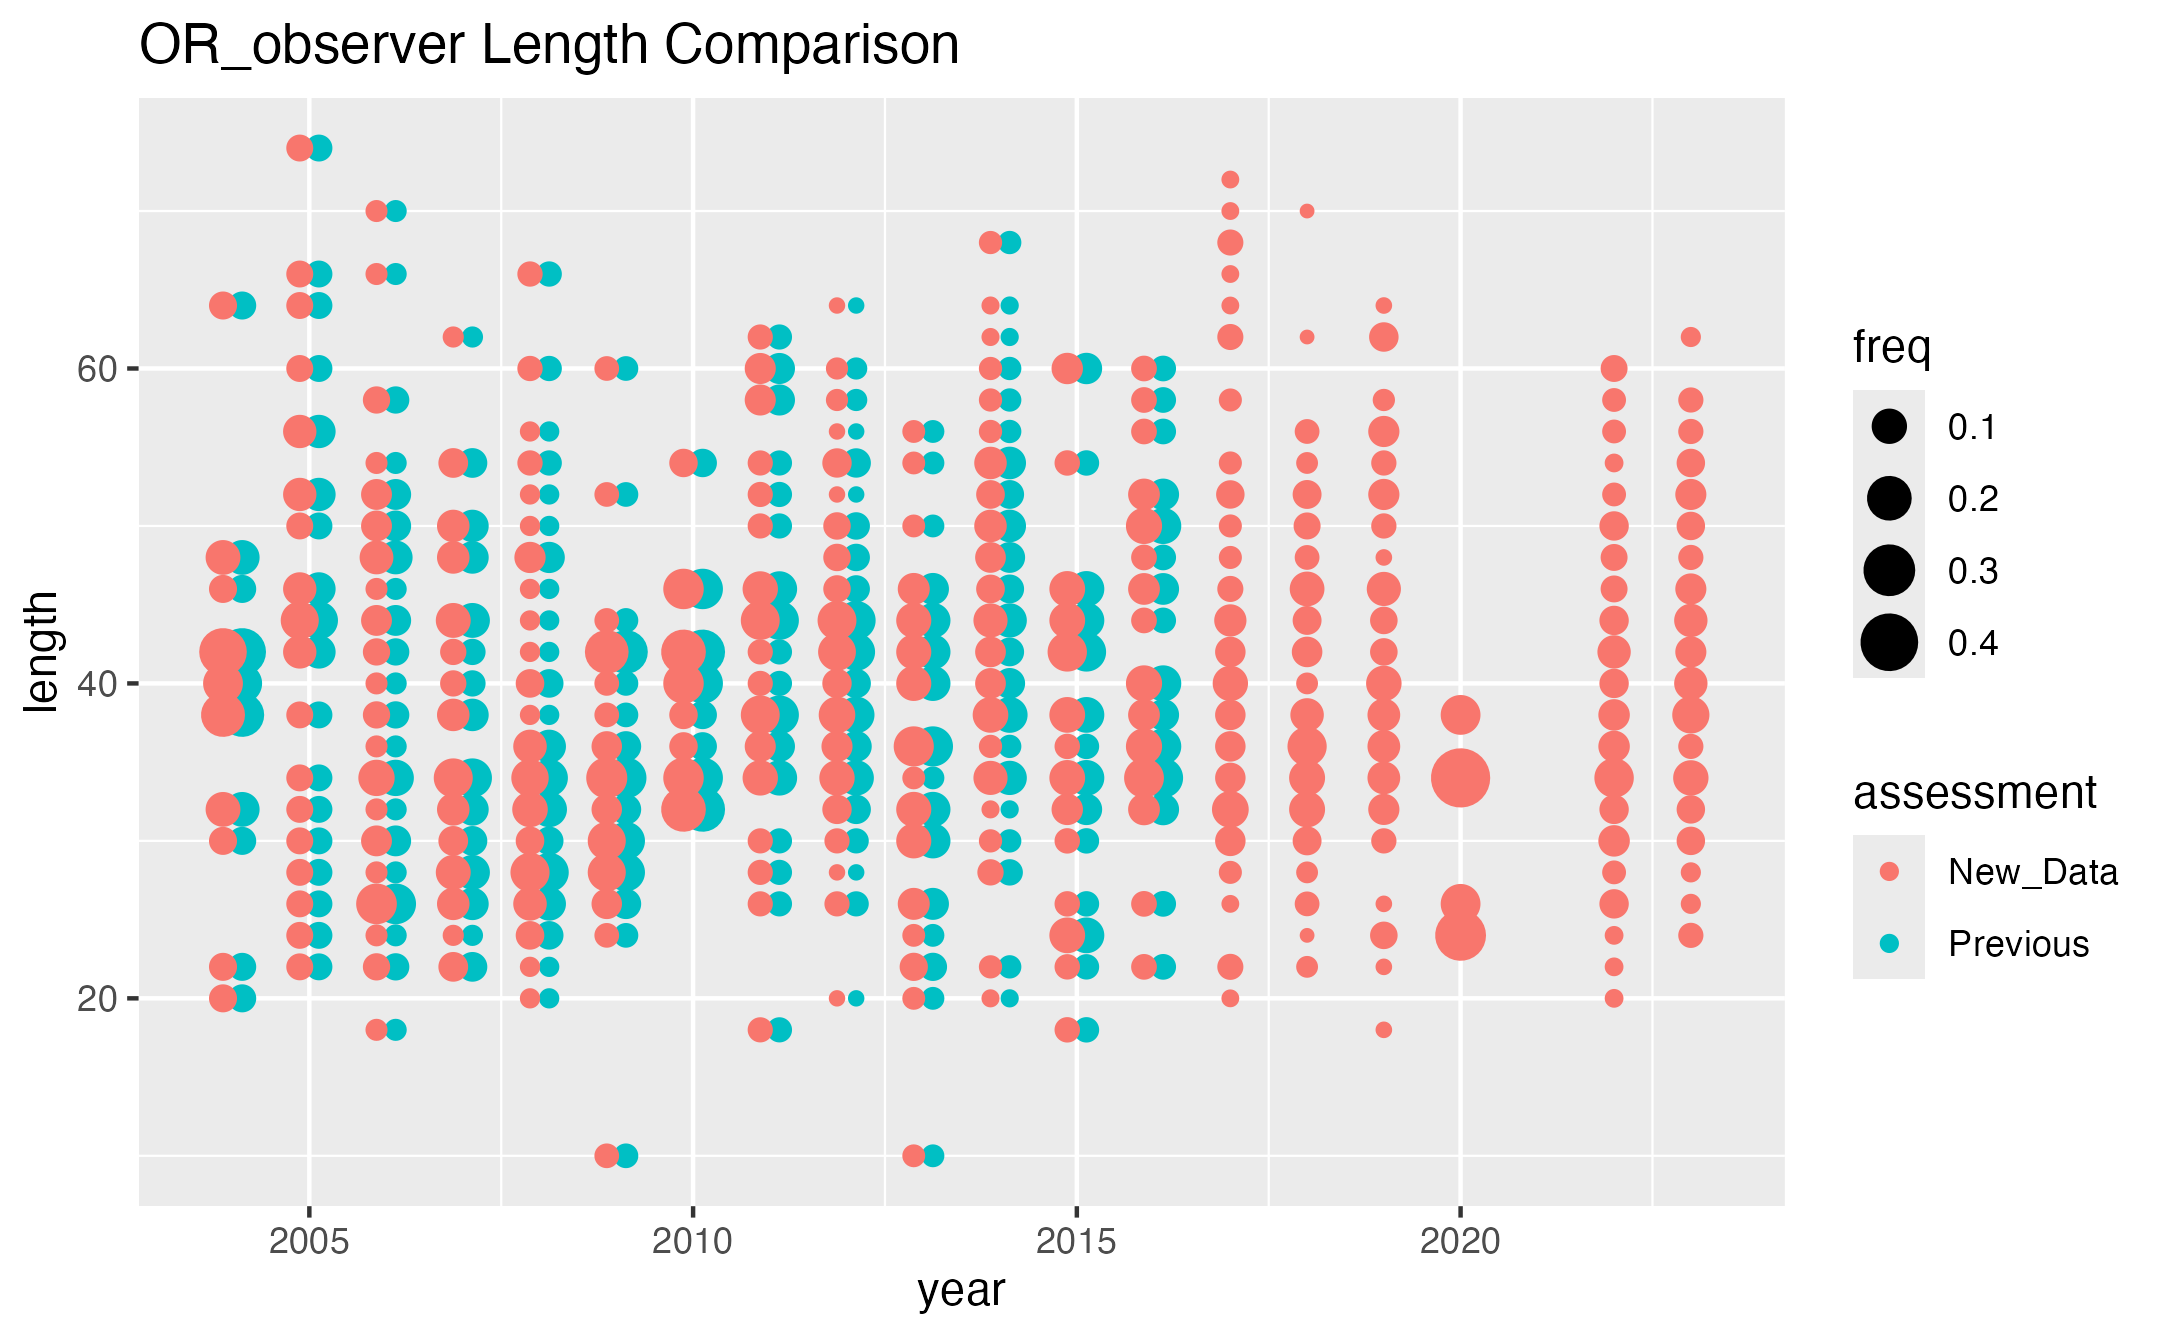 OR_observer Length Comparison
length
60
40
20
2005
2010
2015
2020
year
freq
0.1
0.2
0.3
0.4
assessment
New_Data
Previous